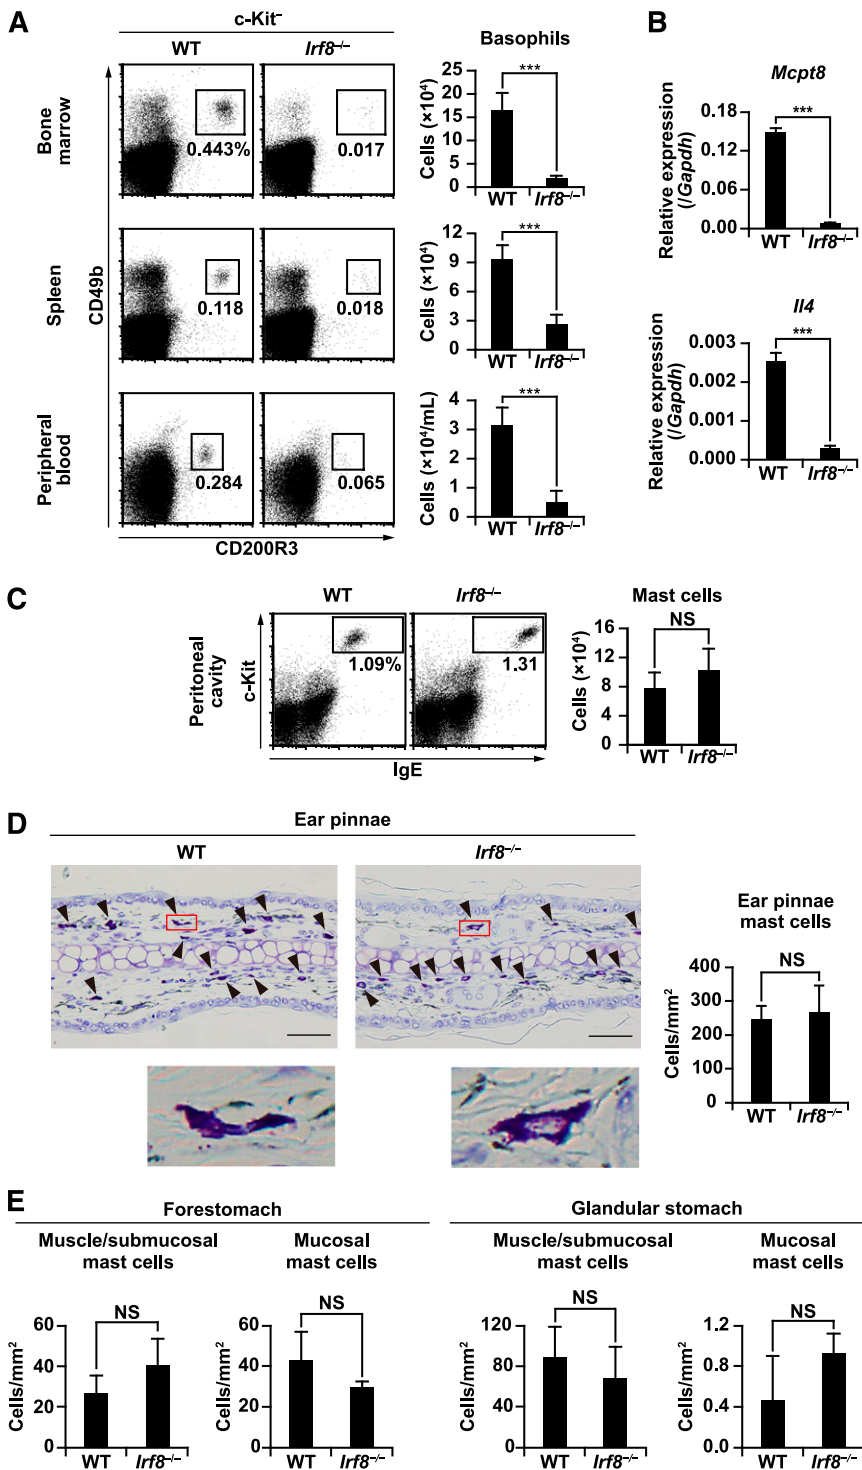 A
c-Kit⁻
WT
Irf8⁻/⁻
Basophils
Bone
marrow
0.443%
0.017
Cells (×10⁴)
25
20
15
10
5
0
***
WT
Irf8⁻/⁻
Spleen
CD49b
0.118
0.018
Cells (×10⁴)
9
6
3
0
***
WT
Irf8⁻/⁻
Peripheral
blood
0.284
0.065
Cells (×10⁴/mL)
4
3
2
1
0
***
WT
Irf8⁻/⁻
CD200R3
B
Mcpt8
Relative expression
(/Gapdh)
0.18
0.12
0.06
0.00
***
WT
Irf8⁻/⁻
Il4
Relative expression
(/Gapdh)
0.003
0.002
0.001
0.000
***
WT
Irf8⁻/⁻
C
WT
Irf8⁻/⁻
Peritoneal
cavity
c-Kit
1.09%
1.31
IgE
Mast cells
Cells (×10⁴)
16
12
8
4
0
NS
WT
Irf8⁻/⁻
D
Ear pinnae
WT
Irf8⁻/⁻
Ear pinnae
mast cells
Cells/mm²
400
300
200
100
0
NS
WT
Irf8⁻/⁻
E
Forestomach
Muscle/submucosal
mast cells
Cells/mm²
60
40
20
0
NS
WT
Irf8⁻/⁻
Mucosal
mast cells
Cells/mm²
60
40
20
0
NS
WT
Irf8⁻/⁻
Glandular stomach
Muscle/submucosal
mast cells
Cells/mm²
120
80
40
0
NS
WT
Irf8⁻/⁻
Mucosal
mast cells
Cells/mm²
1.2
0.8
0.4
0.0
NS
WT
Irf8⁻/⁻